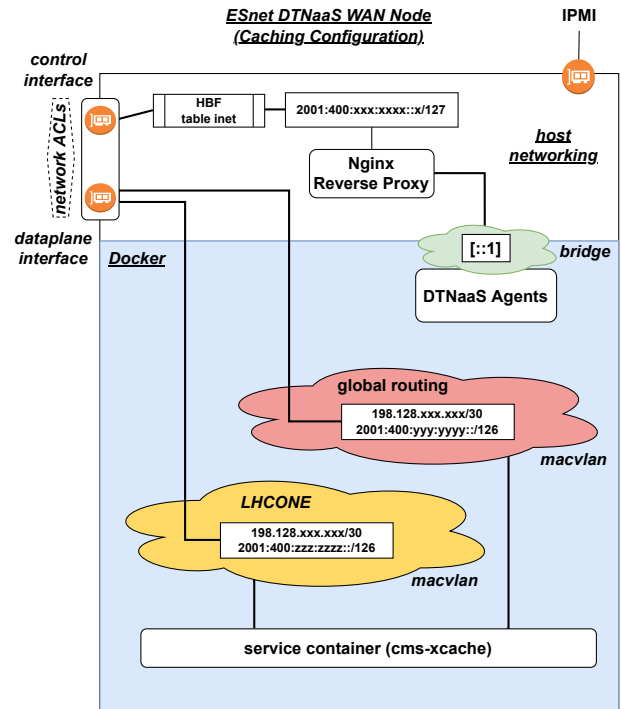 ESnet DTNaaS WAN Node
(Caching Configuration)
IPMI
control
interface
network ACLs
HBF
table inet
2001:400:xxx:xxxx::x/127
host
networking
Nginx
Reverse Proxy
dataplane
interface
Docker
[::1]
bridge
DTNaaS Agents
global routing
198.128.xxx.xxx/30
2001:400:yyy:yyyy::/126
macvlan
LHCONE
198.128.xxx.xxx/30
2001:400:zzz:zzzz::/126
macvlan
service container (cms-xcache)